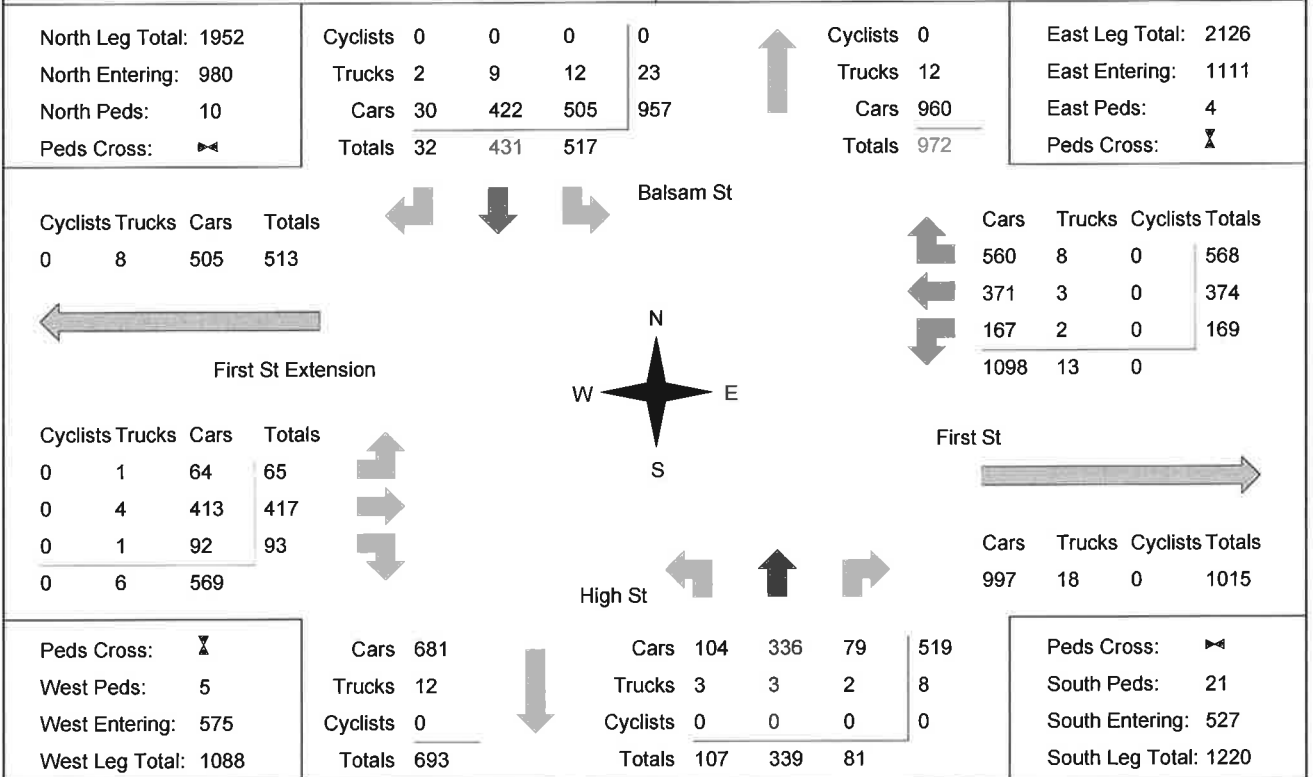 North Leg Total: 1952
North Entering: 980
North Peds: 10
Peds Cross:
Cyclists 0 0 0 0
Trucks 2 9 12 23
Cars 30 422 505 957
Totals 32 431 517
Cyclists 0
Trucks 12
Cars 960
Totals 972
East Leg Total: 2126
East Entering: 1111
East Peds: 4
Peds Cross:
Balsam St
Cyclists Trucks Cars Totals
0 8 505 513
Cars Trucks Cyclists Totals
560 8 0 568
371 3 0 374
167 2 0 169
1098 13 0
First St Extension
N
W E
S
Cyclists Trucks Cars Totals
0 1 64 65
0 4 413 417
0 1 92 93
0 6 569
First St
Cars Trucks Cyclists Totals
997 18 0 1015
High St
Peds Cross:
West Peds: 5
West Entering: 575
West Leg Total: 1088
Cars 681
Trucks 12
Cyclists 0
Totals 693
Cars 104 336 79 519
Trucks 3 3 2 8
Cyclists 0 0 0 0
Totals 107 339 81
Peds Cross:
South Peds: 21
South Entering: 527
South Leg Total: 1220